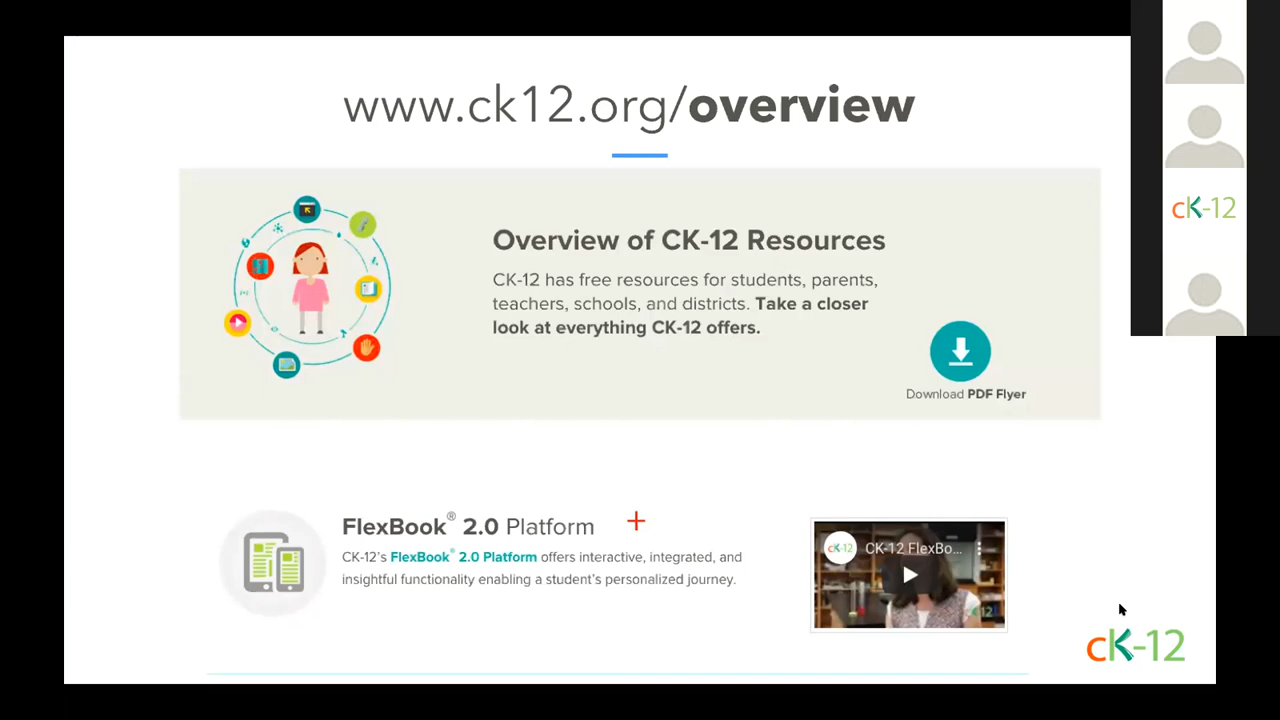 www.ck12.org/overview
cK-12
Overview of CK-12 Resources
CK-12 has free resources for students, parents,
teachers, schools, and districts. Take a closer
look at everything CK-12 offers.
Download PDF Flyer
FlexBook® 2.0 Platform
CK-12's FlexBook® 2.0 Platform offers interactive, integrated, and
insightful functionality enabling a student's personalized journey.
cK-12
CK-12 FlexBo...
K 12
cK-12